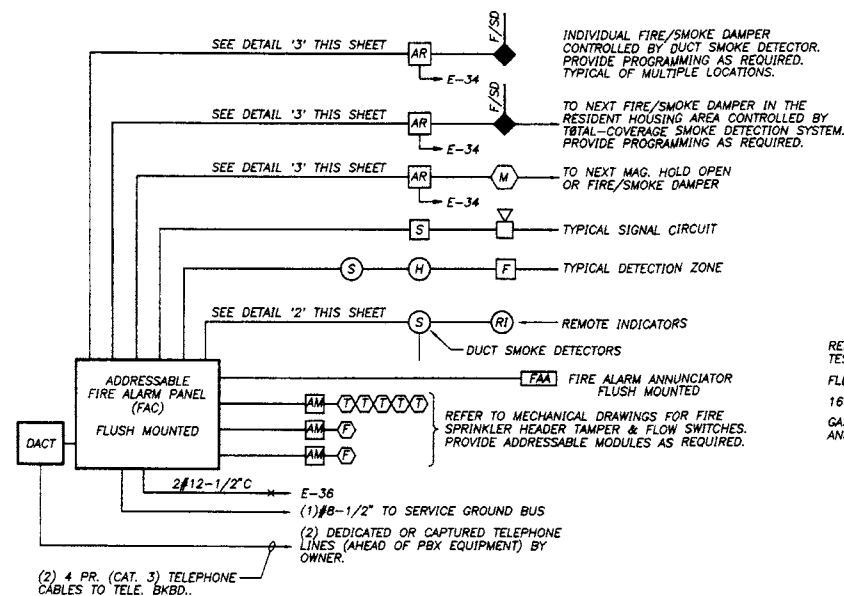 SEE DETAIL '3' THIS SHEET
AR
F/SD
E-34
INDIVIDUAL FIRE/SMOKE DAMPER
CONTROLLED BY DUCT SMOKE DETECTOR.
PROVIDE PROGRAMMING AS REQUIRED.
TYPICAL OF MULTIPLE LOCATIONS.
SEE DETAIL '3' THIS SHEET
AR
F/SD
E-34
TO NEXT FIRE/SMOKE DAMPER IN THE
RESIDENT HOUSING AREA CONTROLLED BY
TOTAL-COVERAGE SMOKE DETECTION SYSTEM.
PROVIDE PROGRAMMING AS REQUIRED.
SEE DETAIL '3' THIS SHEET
AR
M
E-34
TO NEXT MAG. HOLD OPEN
OR FIRE/SMOKE DAMPER
S
TYPICAL SIGNAL CIRCUIT
S
H
F
TYPICAL DETECTION ZONE
SEE DETAIL '2' THIS SHEET
S
RI
REMOTE INDICATORS
DUCT SMOKE DETECTORS
ADDRESSABLE
FIRE ALARM PANEL
(FAC)
FLUSH MOUNTED
DACT
FAA
FIRE ALARM ANNUNCIATOR
FLUSH MOUNTED
AM
T T T T T
AM
F
AM
F
REFER TO MECHANICAL DRAWINGS FOR FIRE
SPRINKLER HEADER TAMPER & FLOW SWITCHES.
PROVIDE ADDRESSABLE MODULES AS REQUIRED.
2#12-1/2"C
E-36
(1)#8-1/2" TO SERVICE GROUND BUS
(2) DEDICATED OR CAPTURED TELEPHONE
LINES (AHEAD OF PBX EQUIPMENT) BY
OWNER.
(2) 4 PR. (CAT. 3) TELEPHONE
CABLES TO TELE. BKBD..
TES
FLE
16
GA